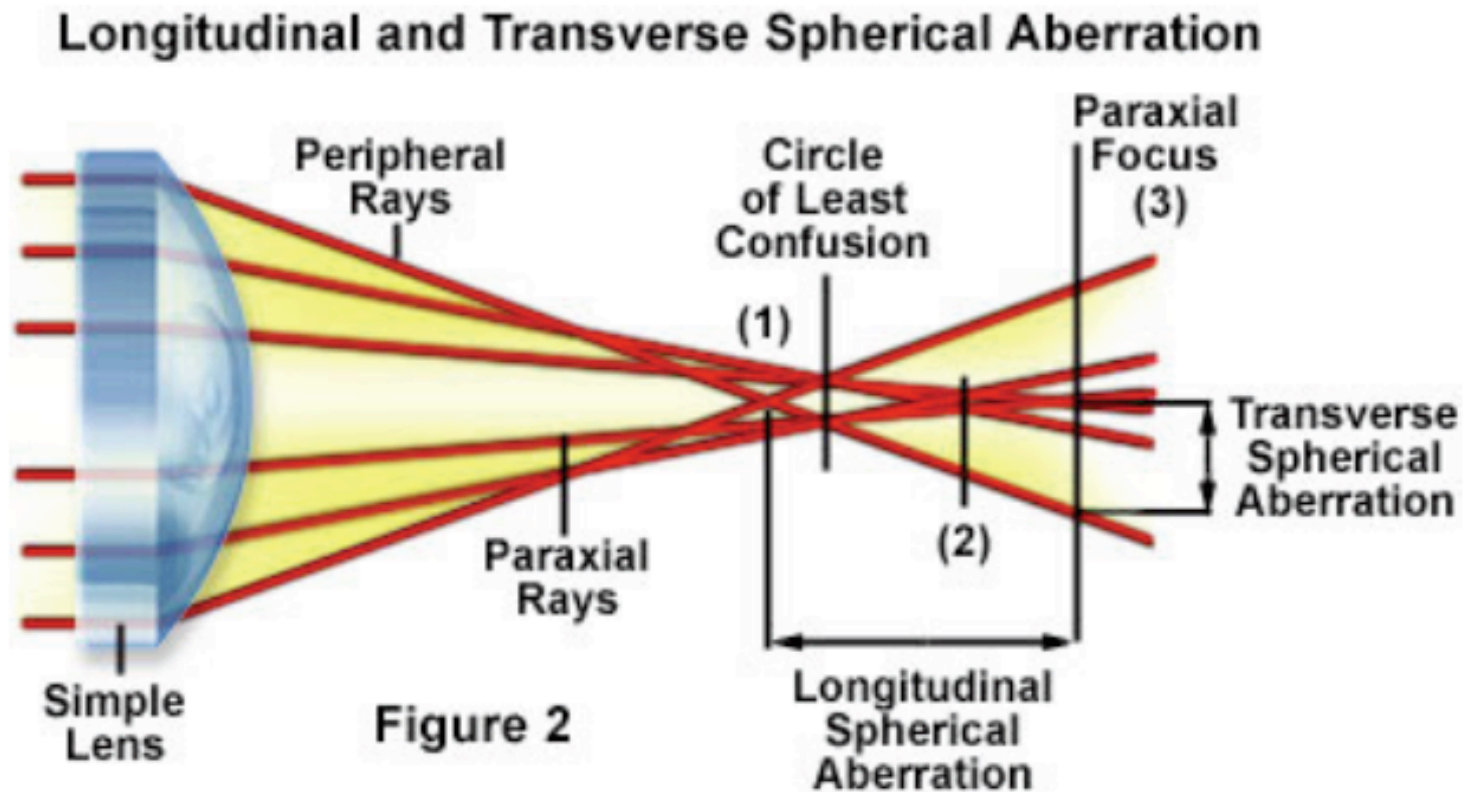 Longitudinal and Transverse Spherical Aberration
Peripheral
Rays
Circle
of Least
Confusion
Paraxial
Focus
(3)
(1)
Transverse
Spherical
Aberration
(2)
Paraxial
Rays
Simple
Lens
Figure 2
Longitudinal
Spherical
Aberration